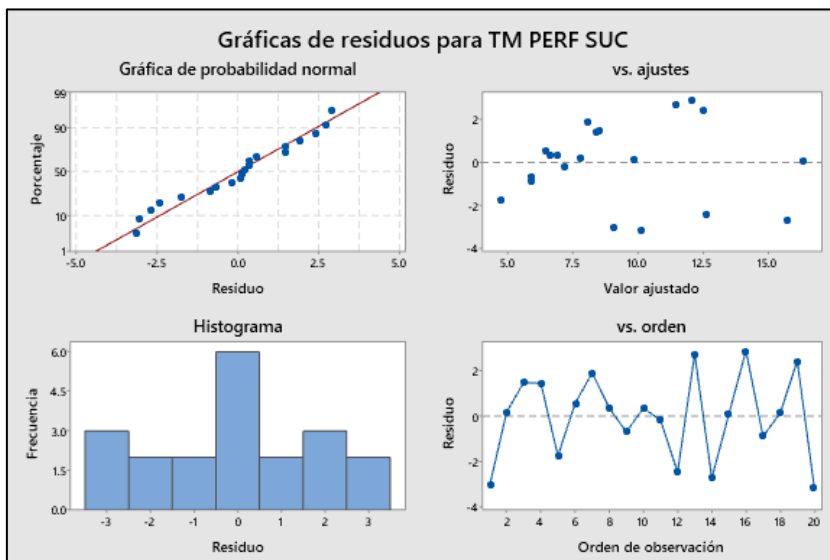 Gráficas de residuos para TM PERF SUC
Gráfica de probabilidad normal
99
90
50
10
1
Porcentaje
-5.0 -2.5 0.0 2.5 5.0
Residuo
vs. ajustes
2
0
-2
-4
Residuo
5.0 7.5 10.0 12.5 15.0
Valor ajustado
Histograma
6.0
4.5
3.0
1.5
0.0
Frecuencia
-3 -2 -1 0 1 2 3
Residuo
vs. orden
2
0
-2
-4
Residuo
2 4 6 8 10 12 14 16 18 20
Orden de observación